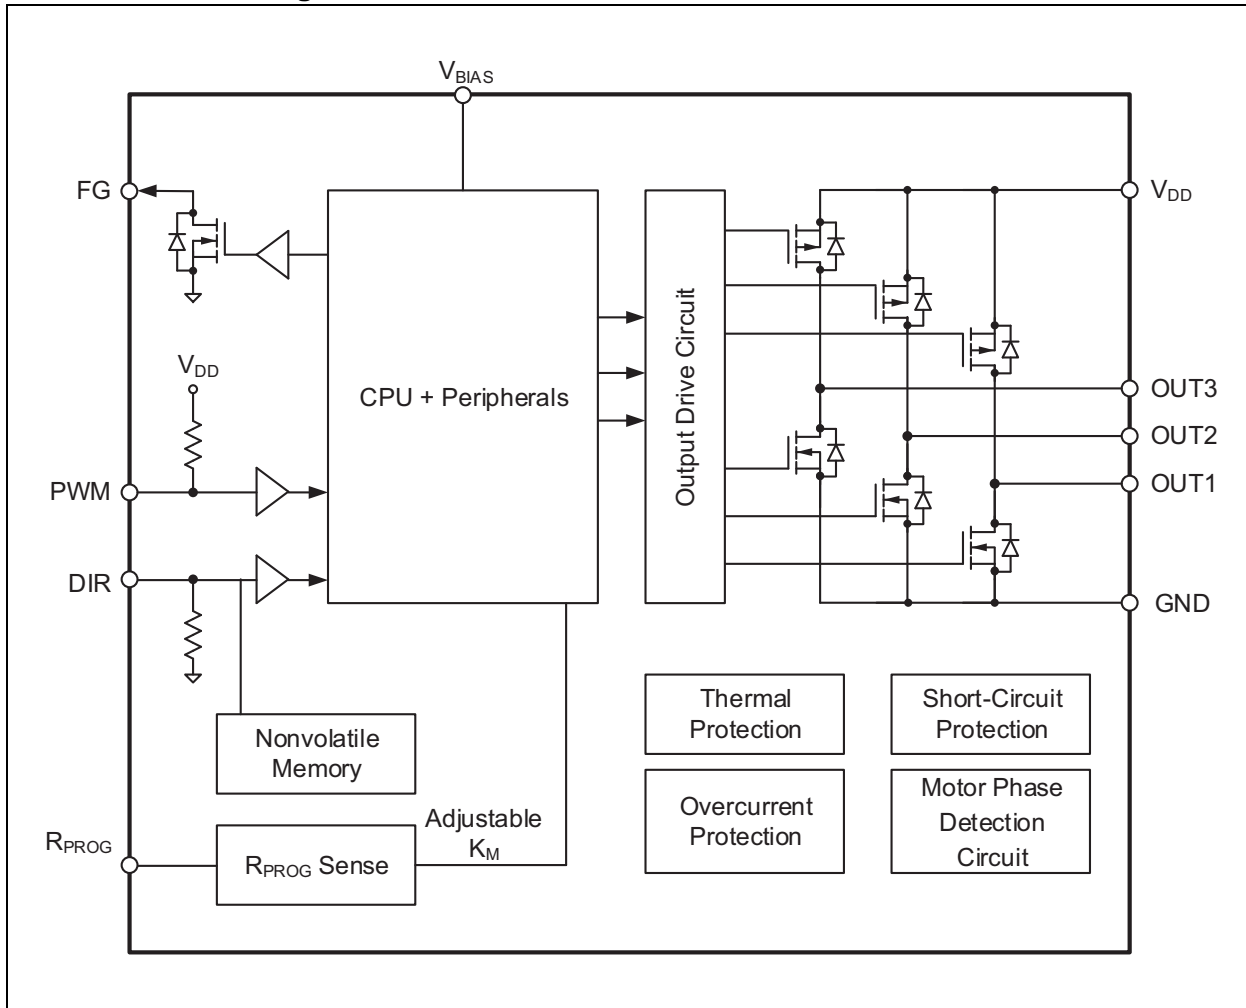 VBIAS
FG
VDD
VDD
CPU + Peripherals
Output Drive Circuit
OUT3
OUT2
OUT1
PWM
DIR
GND
Thermal
Protection
Short-Circuit
Protection
Nonvolatile
Memory
Overcurrent
Protection
Motor Phase
Detection
Circuit
Adjustable
KM
RPROG
RPROG Sense